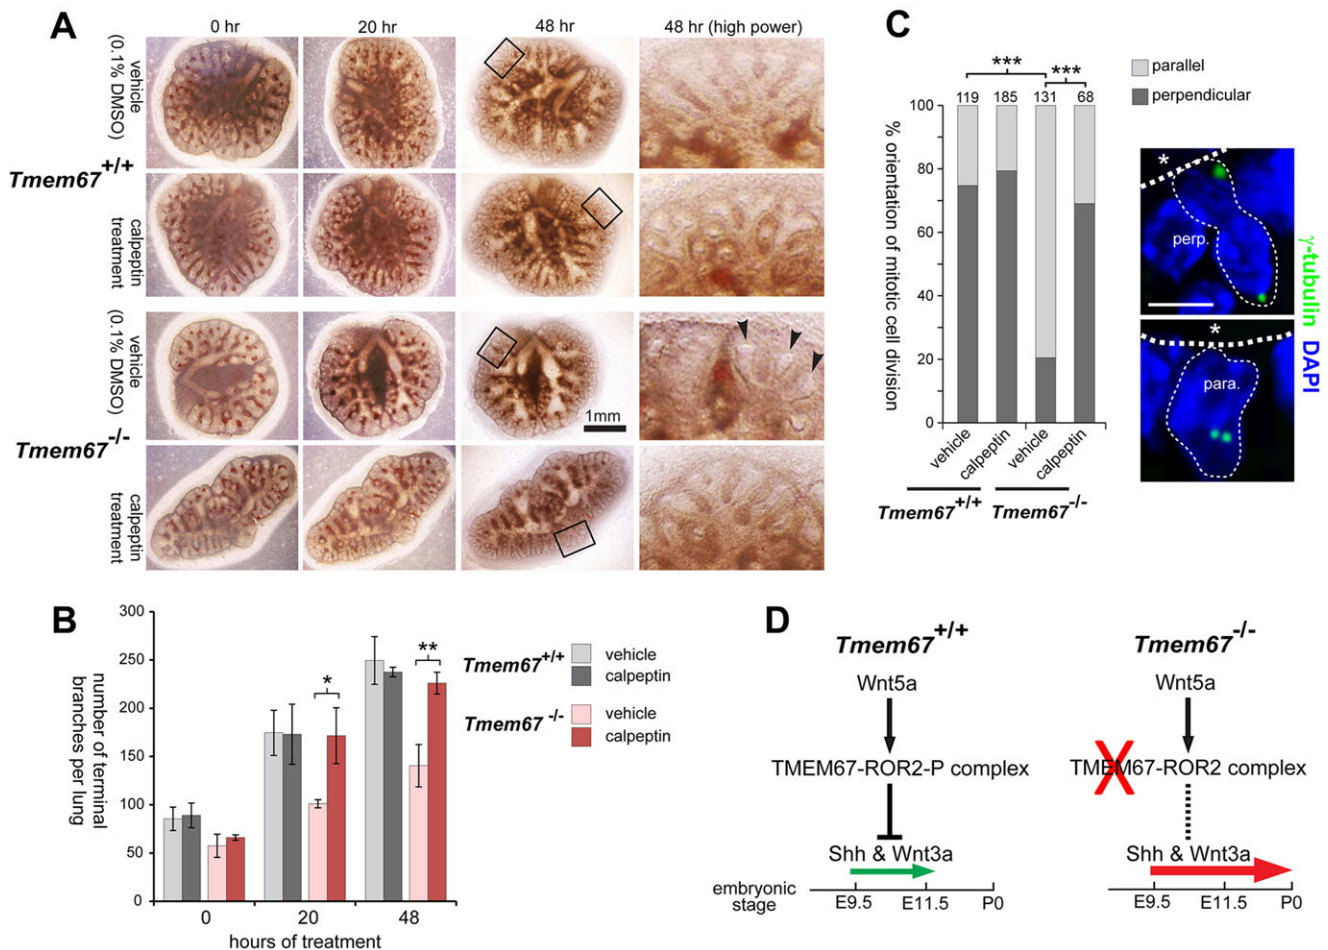 A
0 hr
20 hr
48 hr
48 hr (high power)
vehicle
(0.1% DMSO)
Tmem67+/+
calpeptin
treatment
vehicle
(0.1% DMSO)
1mm
Tmem67-/-
calpeptin
treatment
B
number of terminal
branches per lung
300
250
200
150
100
50
0
*
**
0
20
48
hours of treatment
Tmem67+/+
vehicle
calpeptin
Tmem67 -/-
vehicle
calpeptin
C
parallel
perpendicular
***
***
119
185
131
68
% orientation of mitotic cell division
100
80
60
40
20
0
vehicle
calpeptin
vehicle
calpeptin
Tmem67+/+
Tmem67-/-
*
perp.
*
para.
γ-tubulin DAPI
D
Tmem67+/+
Wnt5a
TMEM67-ROR2-P complex
Shh & Wnt3a
embryonic
stage
E9.5
E11.5
P0
Tmem67-/-
Wnt5a
TMEM67-ROR2 complex
X
Shh & Wnt3a
E9.5
E11.5
P0